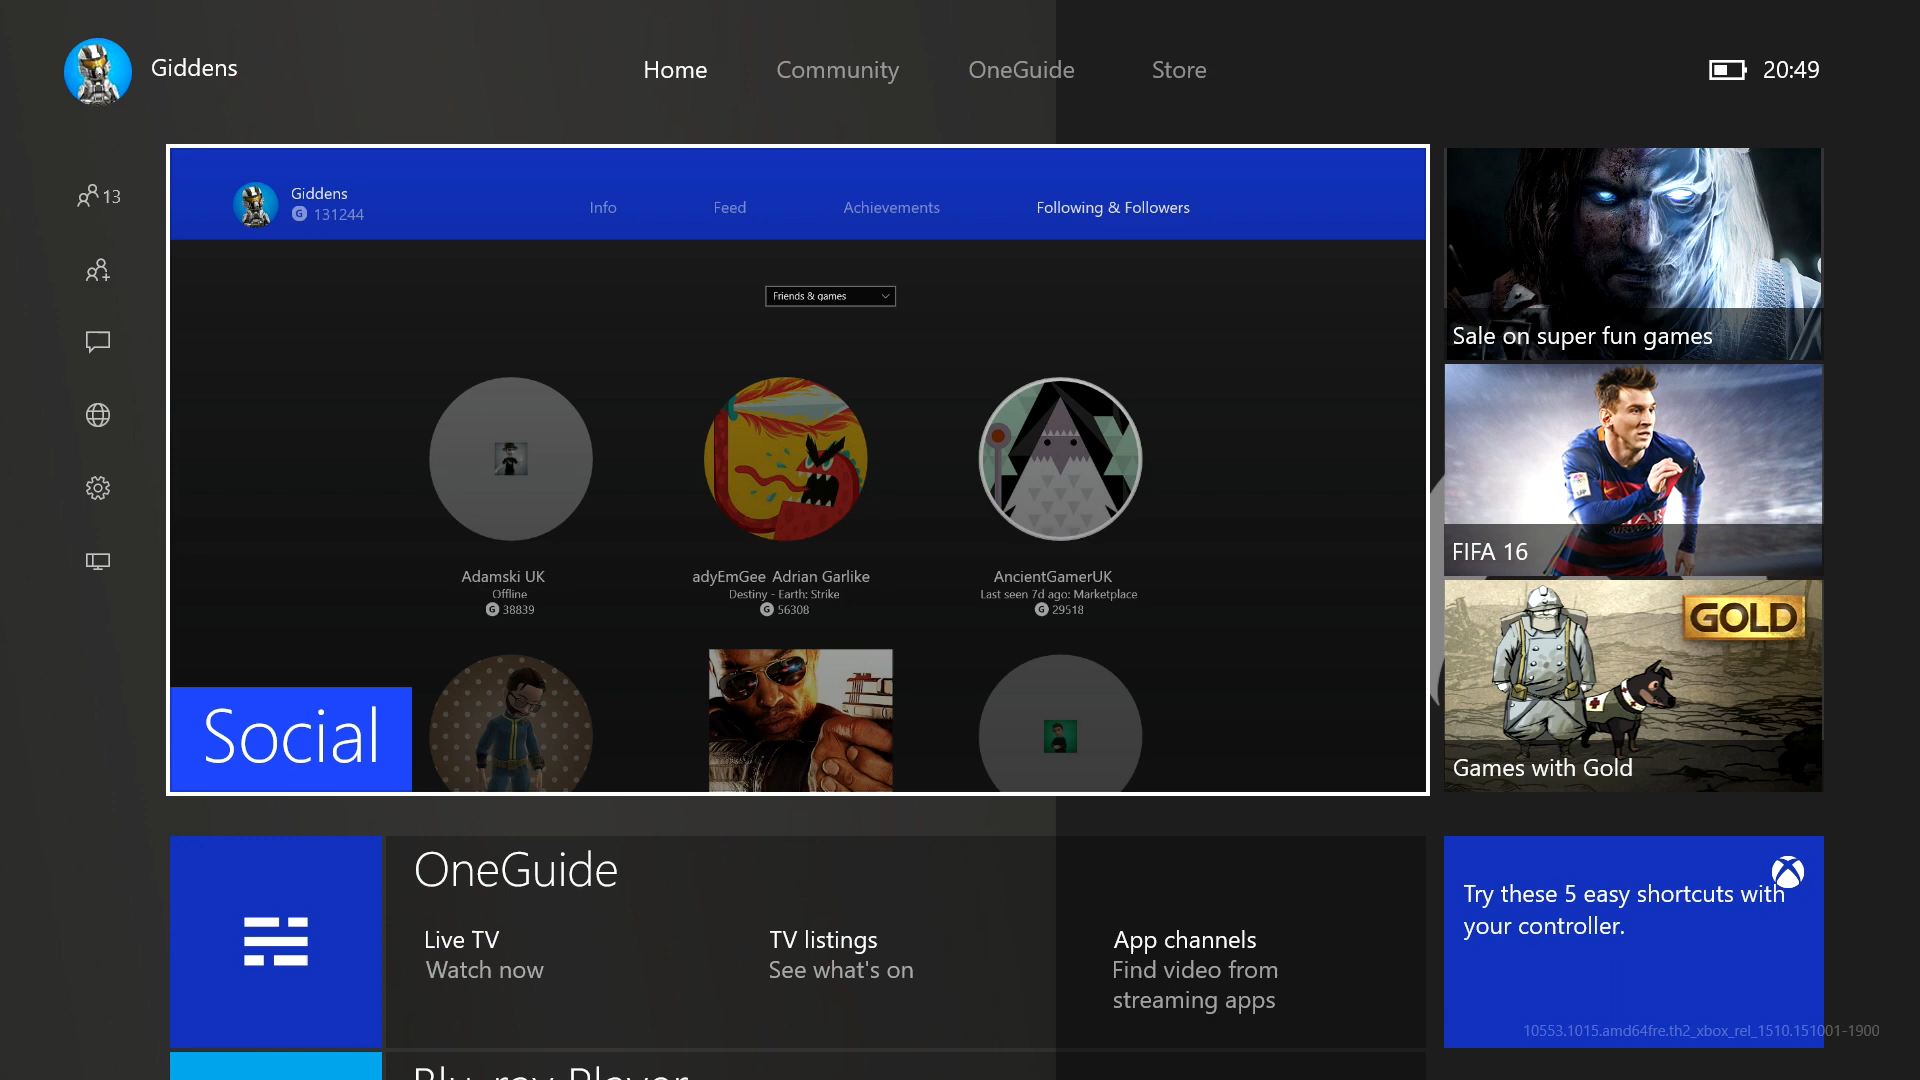 Giddens
Home Community OneGuide Store
20:49
13
Giddens
G 131244
Info Feed Achievements Following & Followers
Friends & games
Adamski UK
Offline
G 38839
adyEmGee Adrian Garlike
Destiny - Earth: Strike
G 56308
AncientGamerUK
Last seen 7d ago: Marketplace
G 29518
Social
Sale on super fun games
FIFA 16
GOLD
Games with Gold
OneGuide
Live TV
Watch now
TV listings
See what's on
App channels
Find video from
streaming apps
Try these 5 easy shortcuts with
your controller.
10553.1015.amd64fre.th2_xbox_rel_1510.151001-1900
Blu-ray Player